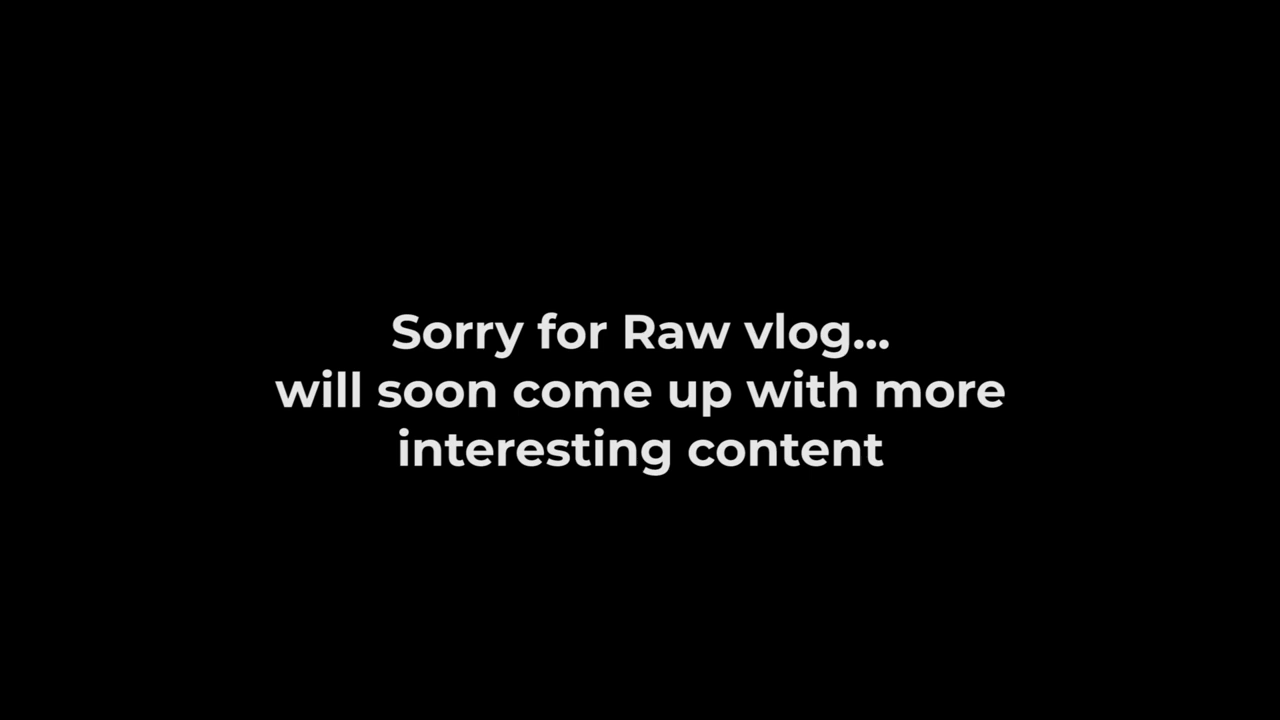 Sorry for Raw vlog...
will soon come up with more
interesting content